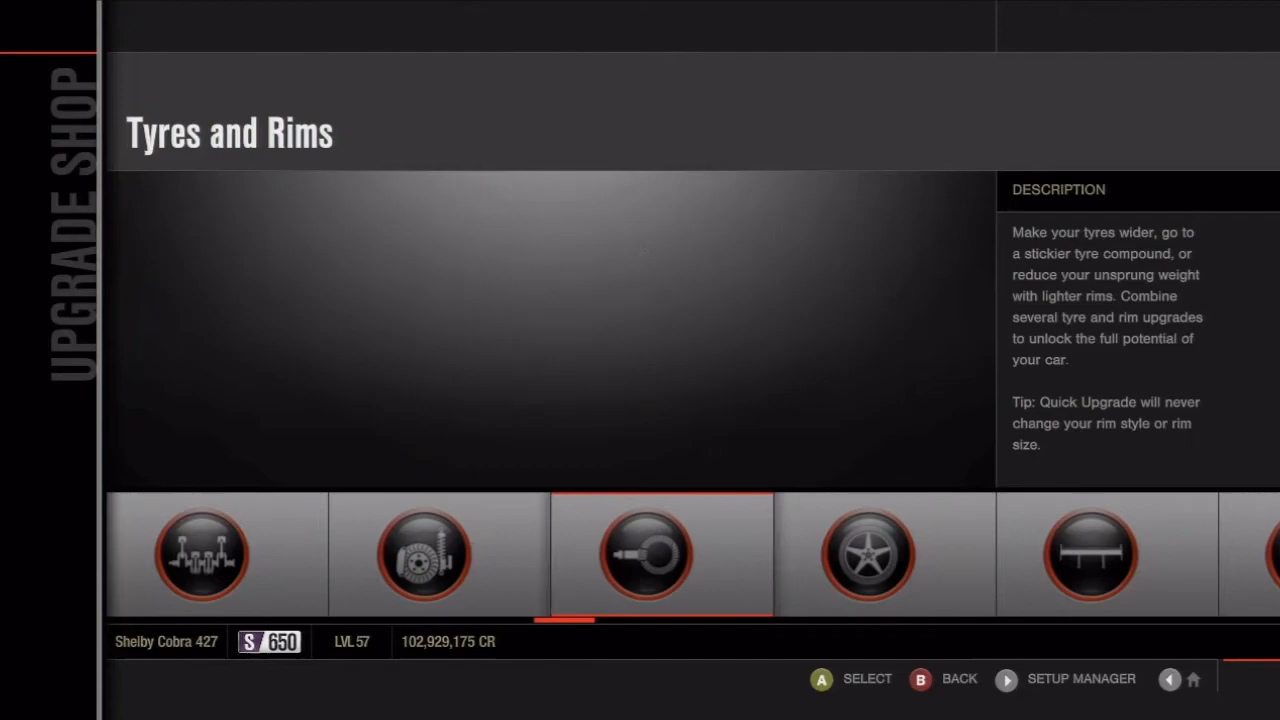 UPGRADE SHOP
Tyres and Rims
DESCRIPTION
Make your tyres wider, go to
a stickier tyre compound, or
reduce your unsprung weight
with lighter rims. Combine
several tyre and rim upgrades
to unlock the full potential of
your car.
Tip: Quick Upgrade will never
change your rim style or rim
size.
Shelby Cobra 427 S 650 LVL 57 102,929,175 CR
A SELECT B BACK SETUP MANAGER